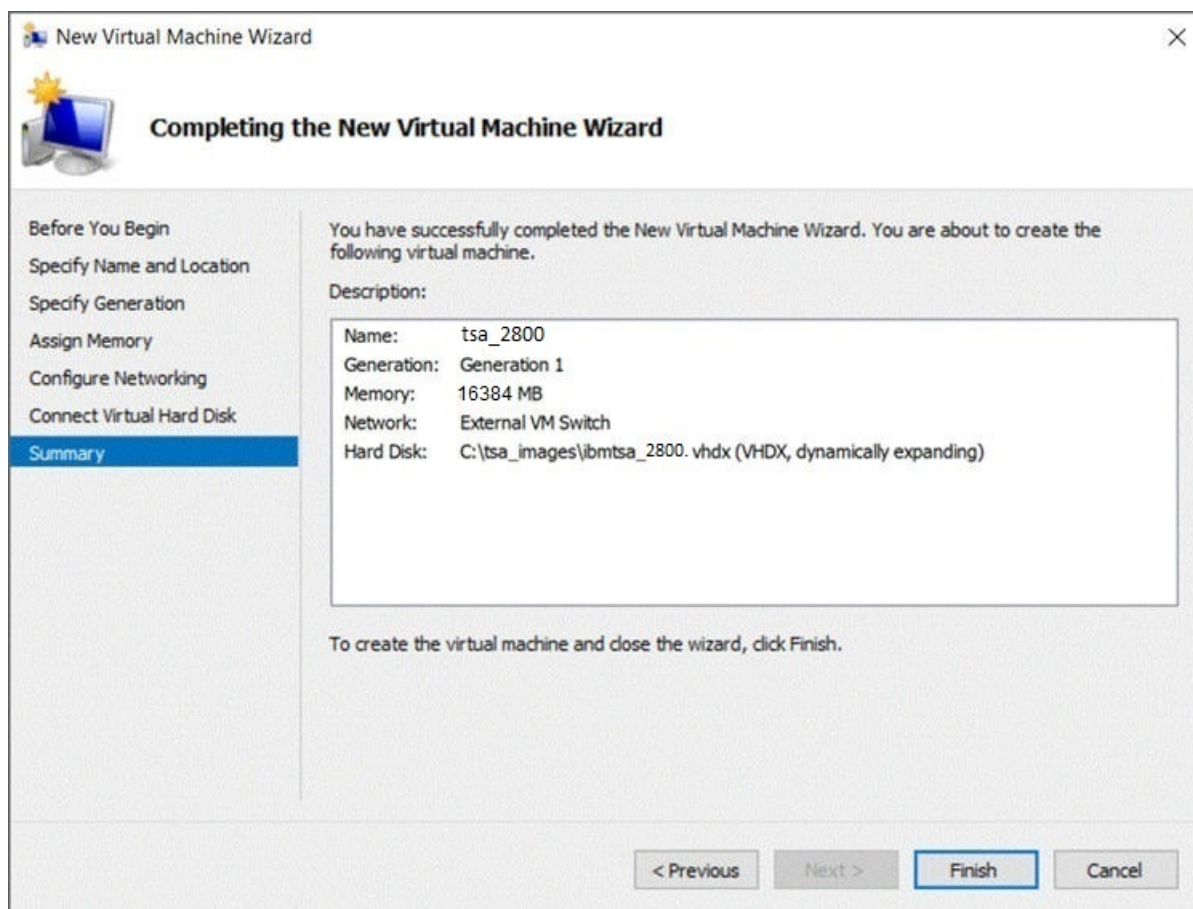 New Virtual Machine Wizard
Completing the New Virtual Machine Wizard
Before You Begin
Specify Name and Location
Specify Generation
Assign Memory
Configure Networking
Connect Virtual Hard Disk
Summary
You have successfully completed the New Virtual Machine Wizard. You are about to create the
following virtual machine.
Description:
Name: tsa_2800
Generation: Generation 1
Memory: 16384 MB
Network: External VM Switch
Hard Disk: C:\tsa_images\ibmtsa_2800. vhdx (VHDX, dynamically expanding)
To create the virtual machine and close the wizard, click Finish.
< Previous Next > Finish Cancel